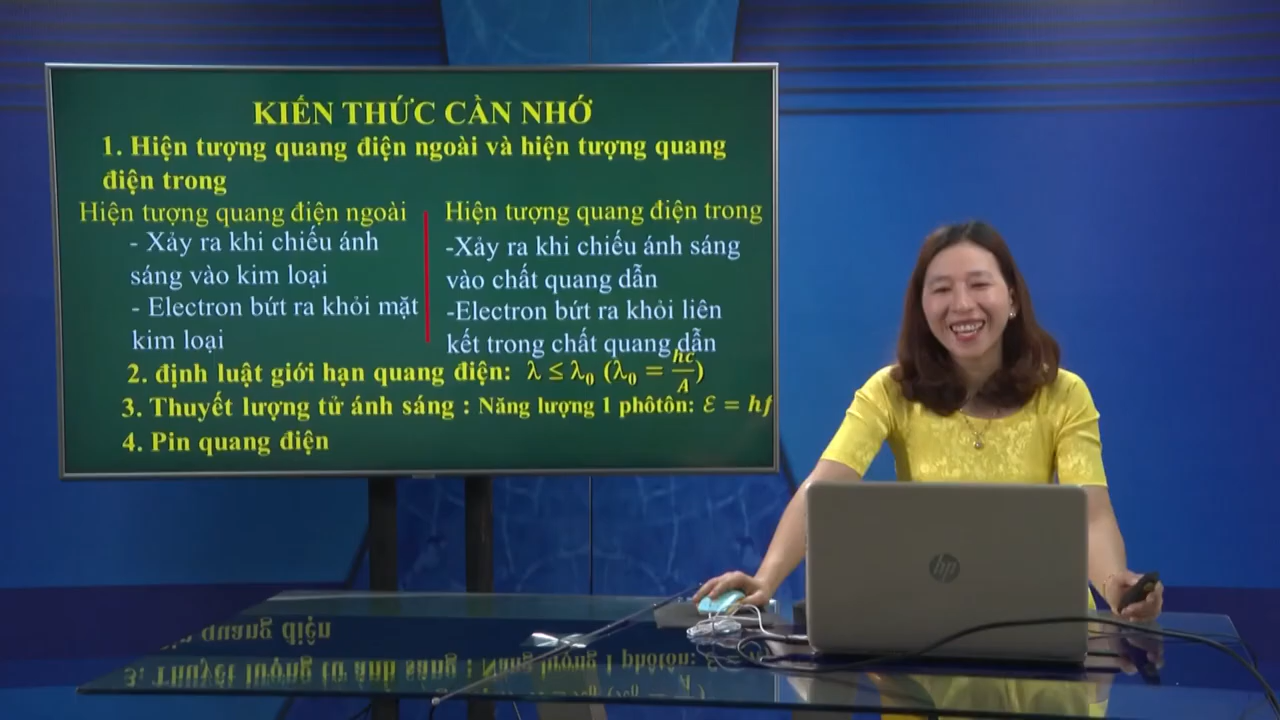 KIẾN THỨC CẦN NHỚ
1. Hiện tượng quang điện ngoài và hiện tượng quang
điện trong
Hiện tượng quang điện ngoài
- Xảy ra khi chiếu ánh
sáng vào kim loại
- Electron bứt ra khỏi mặt
kim loại
Hiện tượng quang điện trong
-Xảy ra khi chiếu ánh sáng
vào chất quang dẫn
-Electron bứt ra khỏi liên
kết trong chất quang dẫn
2. định luật giới hạn quang điện: λ ≤ λ₀ (λ₀ = hc/A)
3. Thuyết lượng tử ánh sáng : Năng lượng 1 phôtôn: ℰ = hf
4. Pin quang điện
hp